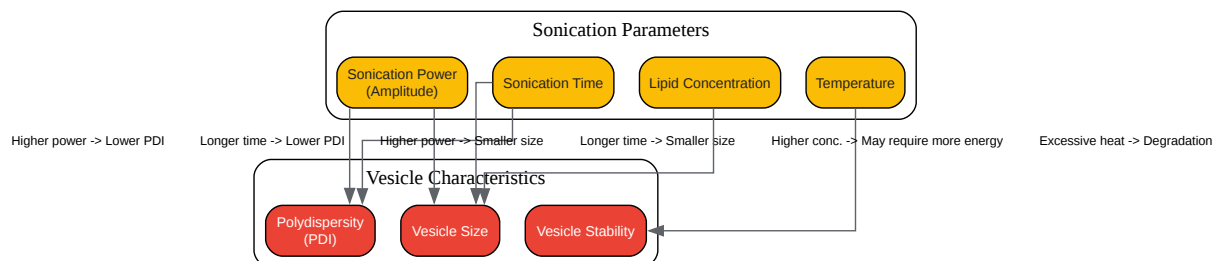 Sonication Parameters
Sonication Power
(Amplitude)
Sonication Time
Lipid Concentration
Temperature
Higher power -> Lower PDI
Longer time -> Lower PDI
Higher power -> Smaller size
Longer time -> Smaller size
Higher conc. -> May require more energy
Excessive heat -> Degradation
Vesicle Characteristics
Polydispersity
(PDI)
Vesicle Size
Vesicle Stability